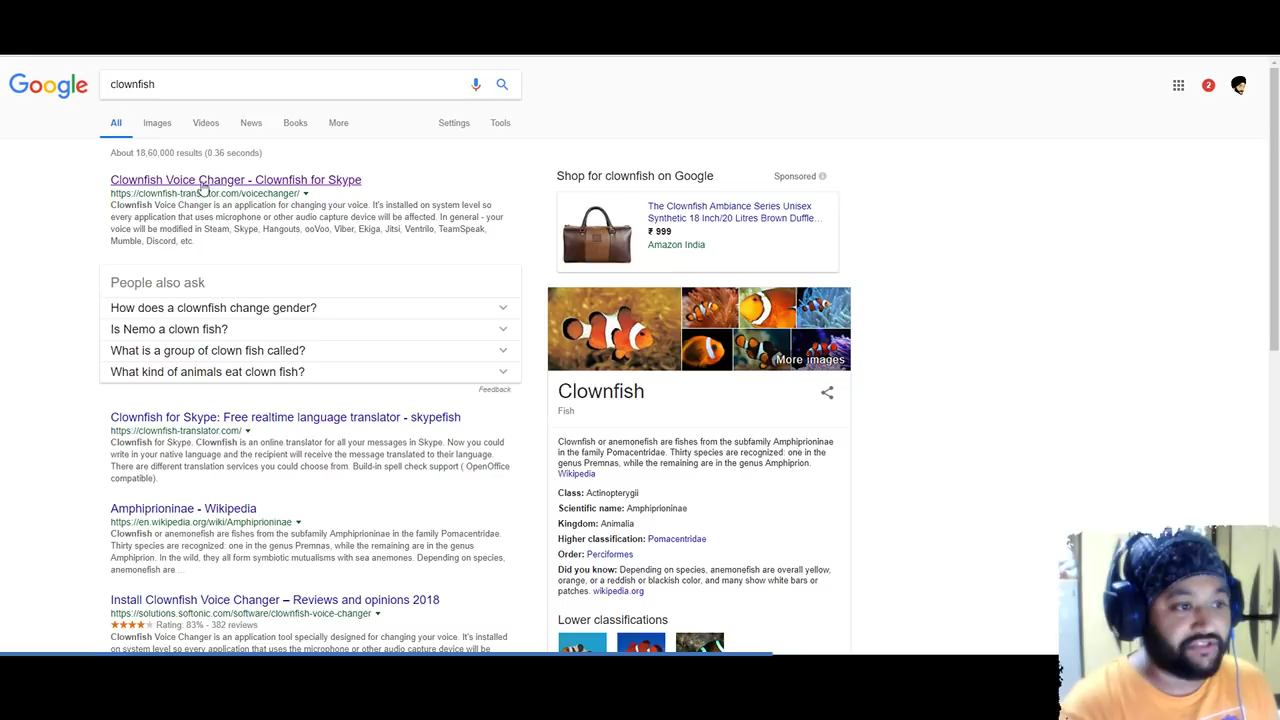 Google
clownfish
2
All Images Videos News Books More Settings Tools
About 18,60,000 results (0.36 seconds)
Clownfish Voice Changer - Clownfish for Skype
https://clownfish-translator.com/voicechanger/
Clownfish Voice Changer is an application for changing your voice. It's installed on system level so
every application that uses microphone or other audio capture device will be affected. In general - your
voice will be modified in Steam, Skype, Hangouts, ooVoo, Viber, Ekiga, Jitsi, Ventrilo, TeamSpeak,
Mumble, Discord, etc.
People also ask
How does a clownfish change gender?
Is Nemo a clown fish?
What is a group of clown fish called?
What kind of animals eat clown fish?
Feedback
Clownfish for Skype: Free realtime language translator - skypefish
https://clownfish-translator.com/
Clownfish for Skype. Clownfish is an online translator for all your messages in Skype. Now you could
write in your native language and the recipient will receive the message translated to their language.
There are different translation services you could choose from. Build-in spell check support ( OpenOffice
compatible).
Amphiprioninae - Wikipedia
https://en.wikipedia.org/wiki/Amphiprioninae
Clownfish or anemonefish are fishes from the subfamily Amphiprioninae in the family Pomacentridae.
Thirty species are recognized: one in the genus Premnas, while the remaining are in the genus
Amphiprion. In the wild, they all form symbiotic mutualisms with sea anemones. Depending on species,
anemonefish are ...
Install Clownfish Voice Changer – Reviews and opinions 2018
https://solutions.softonic.com/software/clownfish-voice-changer
Rating: 83% - 382 reviews
Clownfish Voice Changer is an application tool specially designed for changing your voice. It's installed
on system level so every application that uses the microphone or other audio capture device will be
Shop for clownfish on Google
Sponsored
The Clownfish Ambiance Series Unisex
Synthetic 18 Inch/20 Litres Brown Duffle...
₹ 999
Amazon India
More images
Clownfish
Fish
Clownfish or anemonefish are fishes from the subfamily Amphiprioninae
in the family Pomacentridae. Thirty species are recognized: one in the
genus Premnas, while the remaining are in the genus Amphiprion.
Wikipedia
Class: Actinopterygii
Scientific name: Amphiprioninae
Kingdom: Animalia
Higher classification: Pomacentridae
Order: Perciformes
Did you know: Depending on species, anemonefish are overall yellow,
orange, or a reddish or blackish color, and many show white bars or
patches. wikipedia.org
Lower classifications